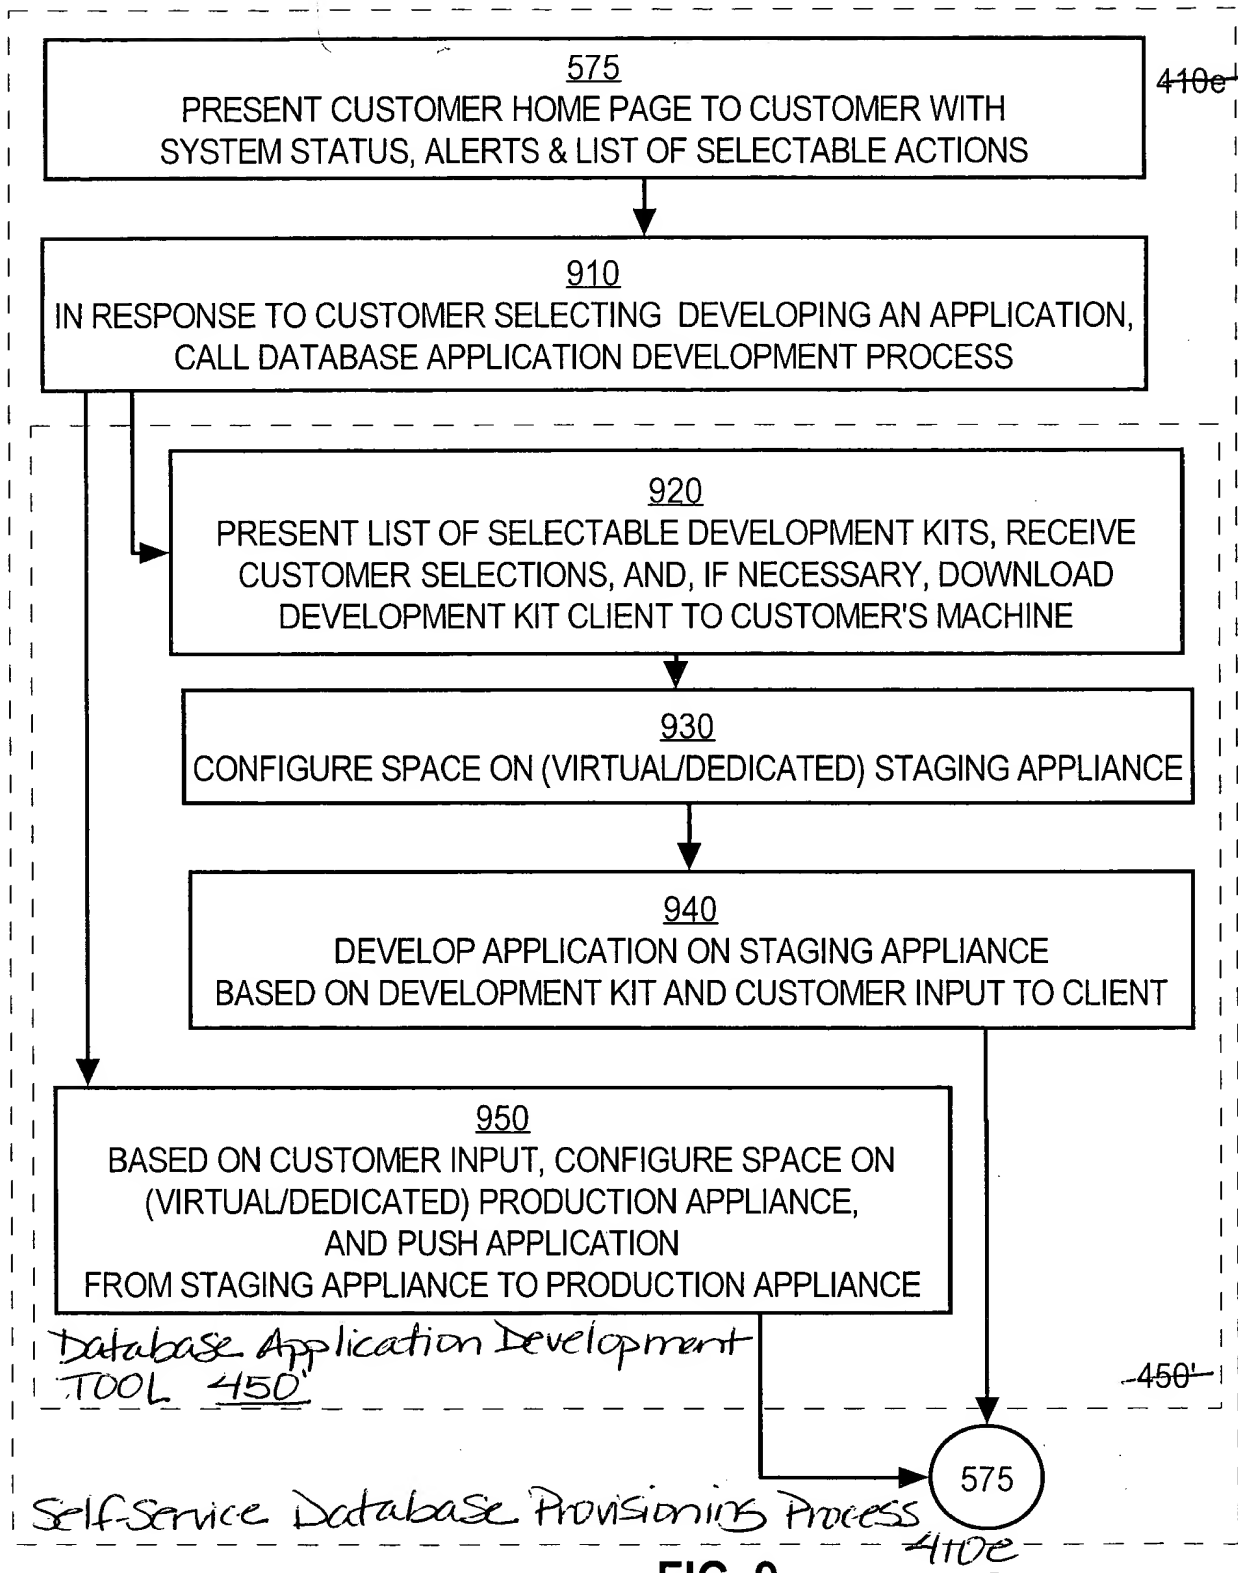 575
PRESENT CUSTOMER HOME PAGE TO CUSTOMER WITH
SYSTEM STATUS, ALERTS & LIST OF SELECTABLE ACTIONS
410e
910
IN RESPONSE TO CUSTOMER SELECTING DEVELOPING AN APPLICATION,
CALL DATABASE APPLICATION DEVELOPMENT PROCESS
920
PRESENT LIST OF SELECTABLE DEVELOPMENT KITS, RECEIVE
CUSTOMER SELECTIONS, AND, IF NECESSARY, DOWNLOAD
DEVELOPMENT KIT CLIENT TO CUSTOMER'S MACHINE
930
CONFIGURE SPACE ON (VIRTUAL/DEDICATED) STAGING APPLIANCE
940
DEVELOP APPLICATION ON STAGING APPLIANCE
BASED ON DEVELOPMENT KIT AND CUSTOMER INPUT TO CLIENT
950
BASED ON CUSTOMER INPUT, CONFIGURE SPACE ON
(VIRTUAL/DEDICATED) PRODUCTION APPLIANCE,
AND PUSH APPLICATION
FROM STAGING APPLIANCE TO PRODUCTION APPLIANCE
Database Application Development
TOOL 450'
450'
575
Self-Service Database Provisioning Process
410e